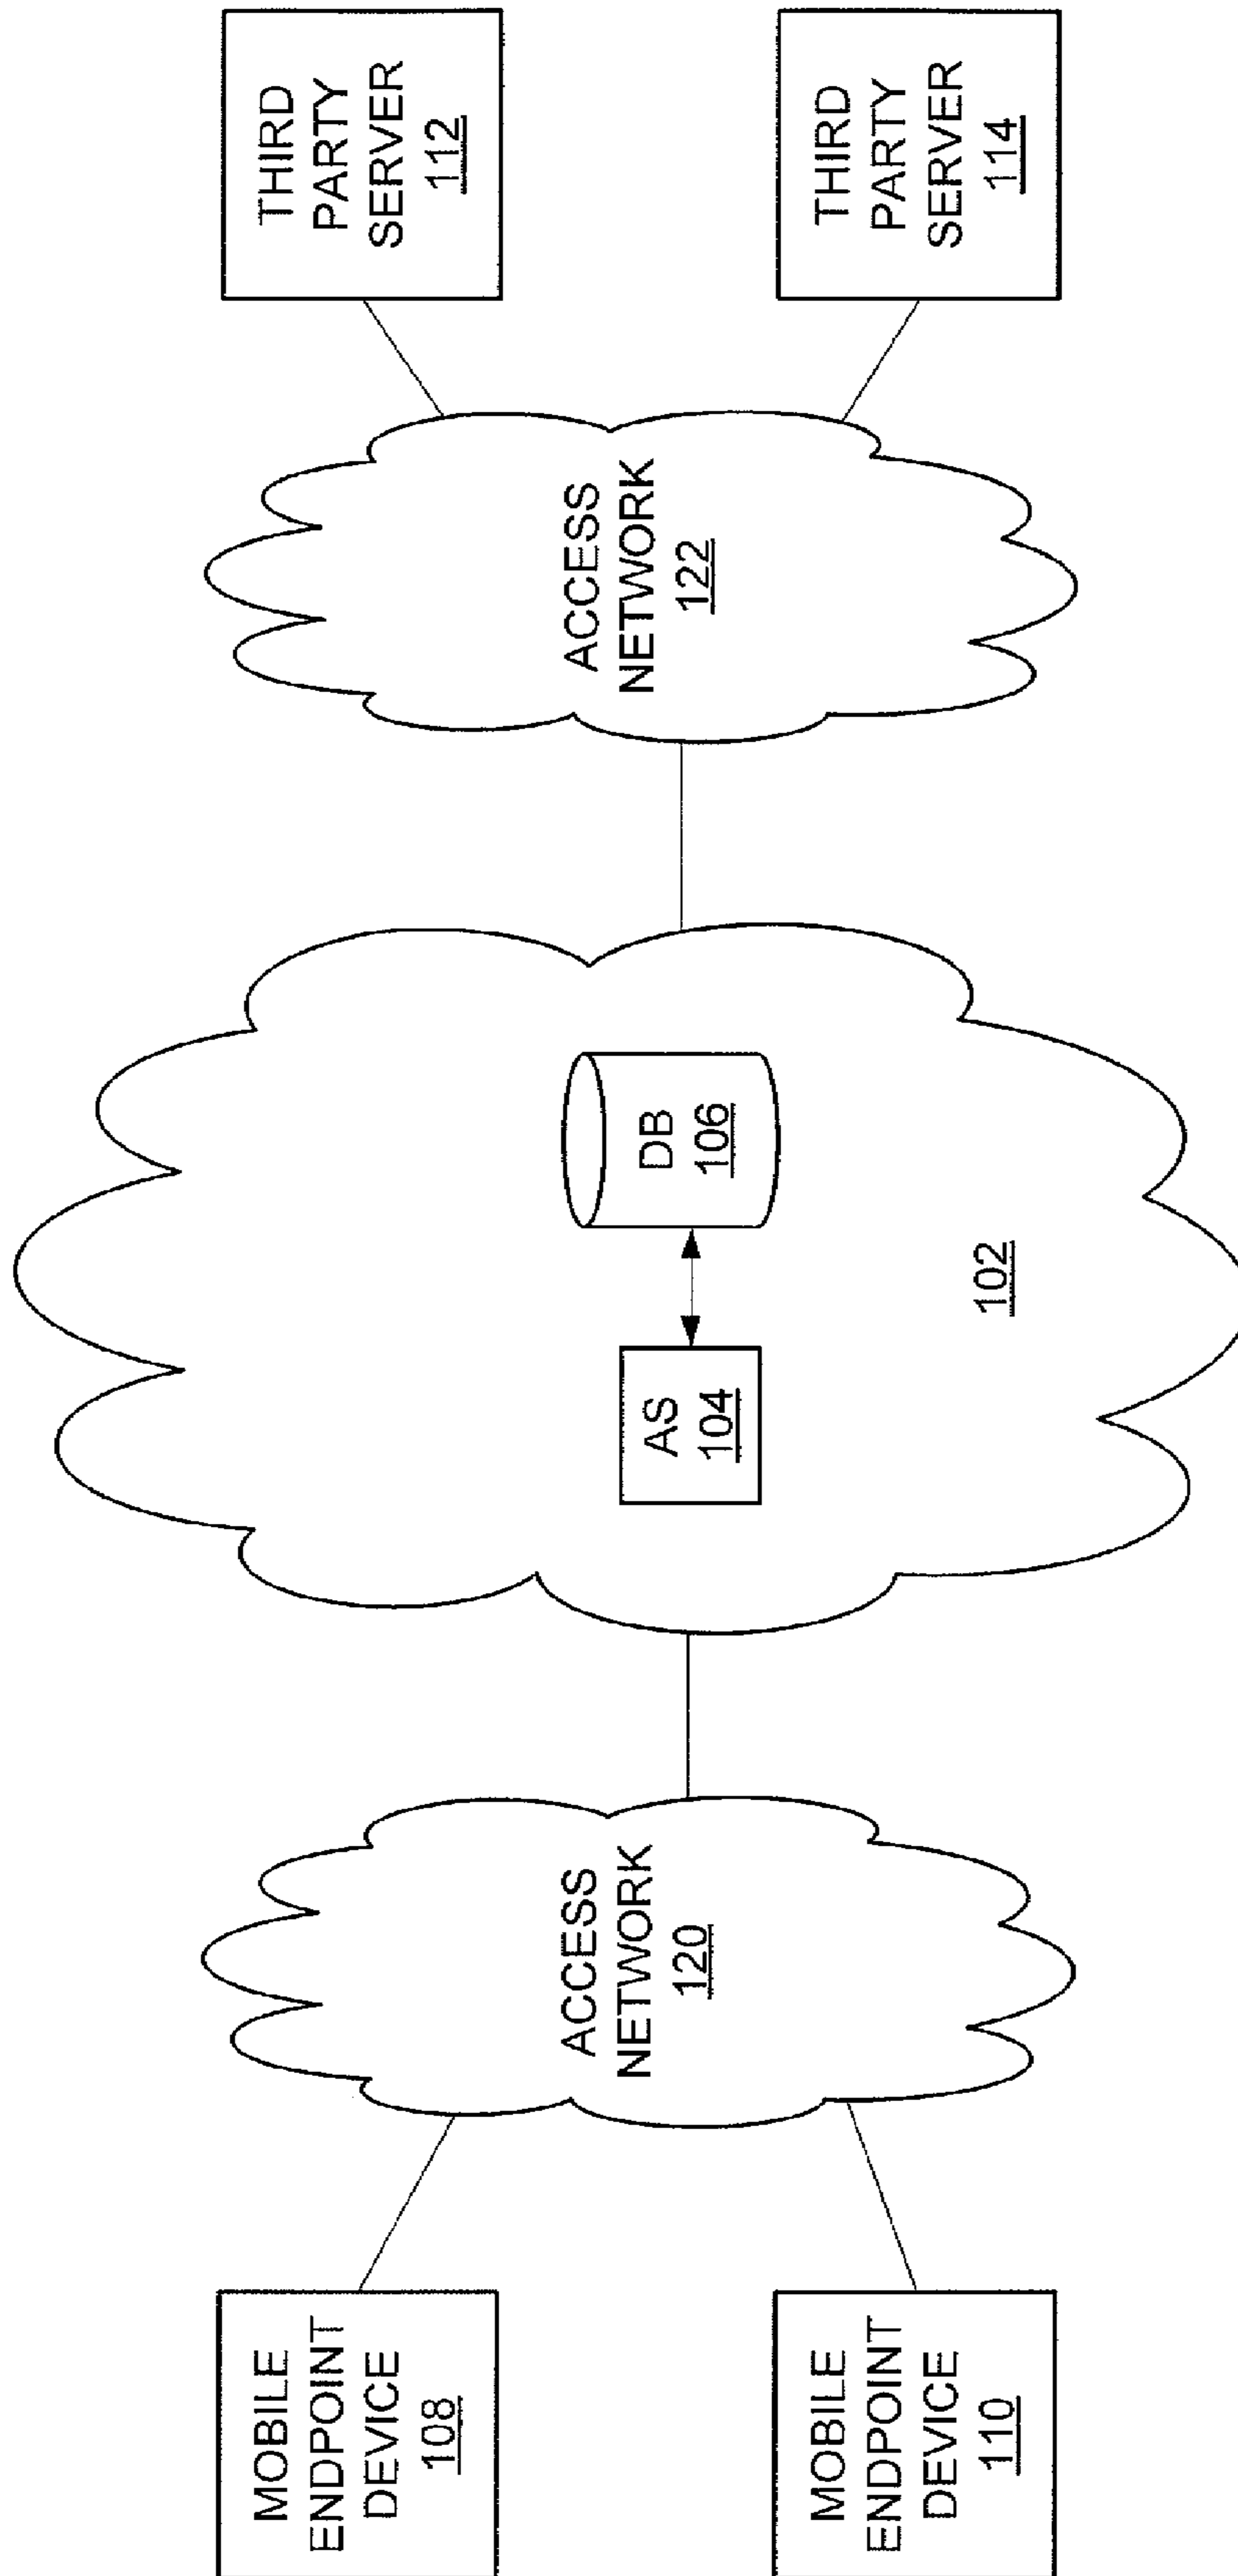 MOBILE
ENDPOINT
DEVICE
108
MOBILE
ENDPOINT
DEVICE
110
ACCESS
NETWORK
120
AS
104
DB
106
102
ACCESS
NETWORK
122
THIRD
PARTY
SERVER
112
THIRD
PARTY
SERVER
114